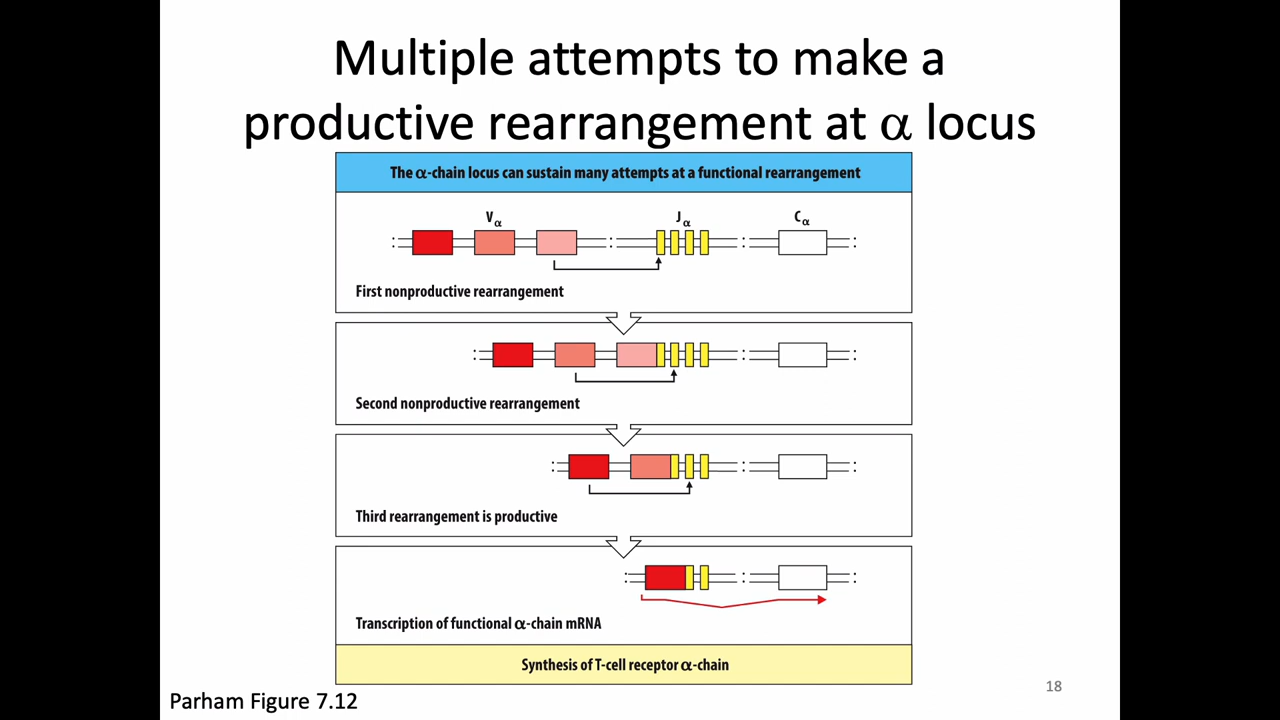 Multiple attempts to make a
productive rearrangement at α locus
The α-chain locus can sustain many attempts at a functional rearrangement
Vα Jα Cα
First nonproductive rearrangement
Second nonproductive rearrangement
Third rearrangement is productive
Transcription of functional α-chain mRNA
Synthesis of T-cell receptor α-chain
18
Parham Figure 7.12